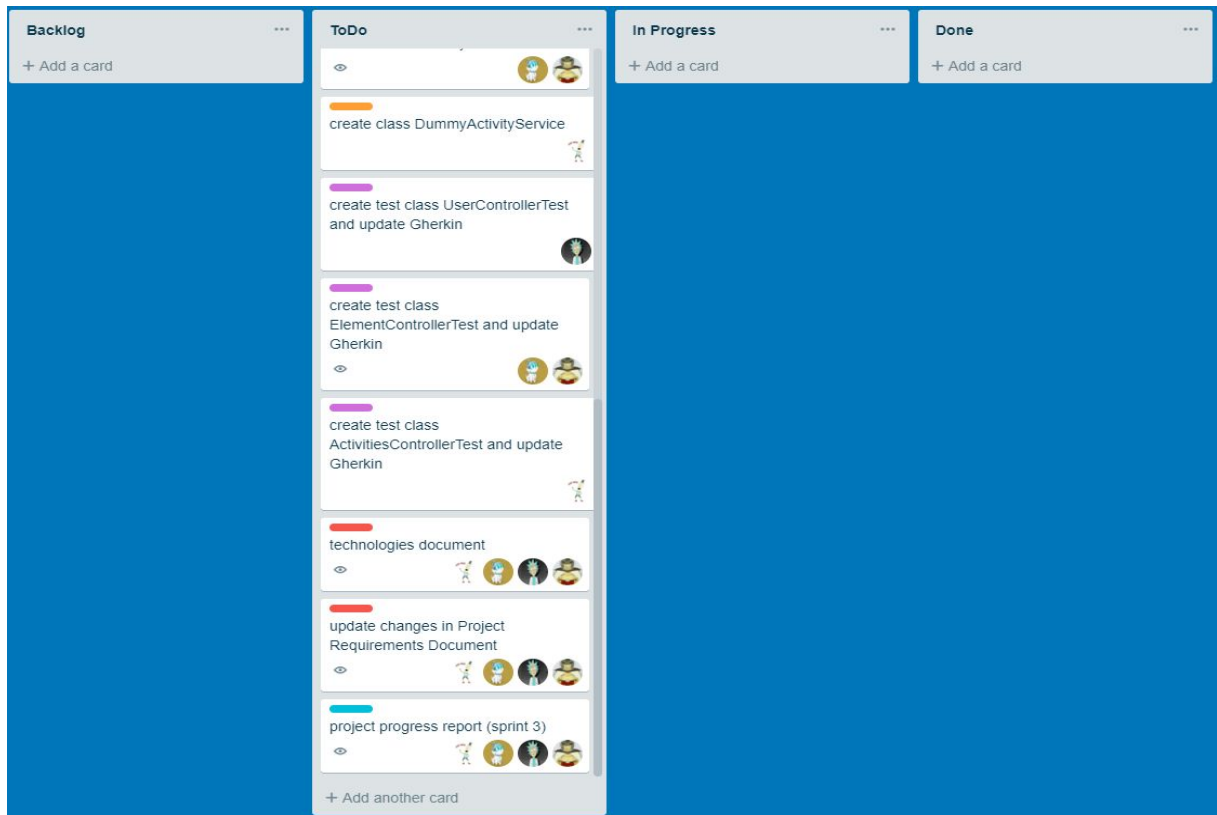 Backlog
+ Add a card
ToDo
create class DummyActivityService
create test class UserControllerTest
and update Gherkin
create test class
ElementControllerTest and update
Gherkin
create test class
ActivitiesControllerTest and update
Gherkin
technologies document
update changes in Project
Requirements Document
project progress report (sprint 3)
+ Add another card
In Progress
+ Add a card
Done
+ Add a card